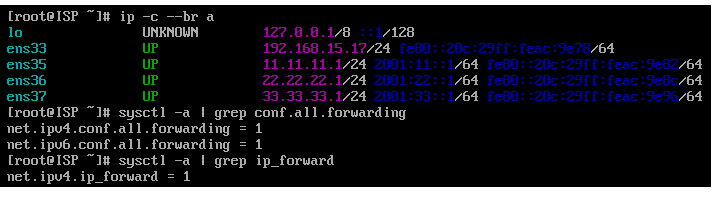 [root@ISP ~]# ip -c --br a
lo UNKNOWN 127.0.0.1/8 ::1/128
ens33 UP 192.168.15.17/24 fe80::20c:29ff:feac:9e78/64
ens35 UP 11.11.11.1/24 2001:11::1/64 fe80::20c:29ff:feac:9e82/64
ens36 UP 22.22.22.1/24 2001:22::1/64 fe80::20c:29ff:feac:9e8c/64
ens37 UP 33.33.33.1/24 2001:33::1/64 fe80::20c:29ff:feac:9e96/64
[root@ISP ~]# sysctl -a | grep conf.all.forwarding
net.ipv4.conf.all.forwarding = 1
net.ipv6.conf.all.forwarding = 1
[root@ISP ~]# sysctl -a | grep ip_forward
net.ipv4.ip_forward = 1